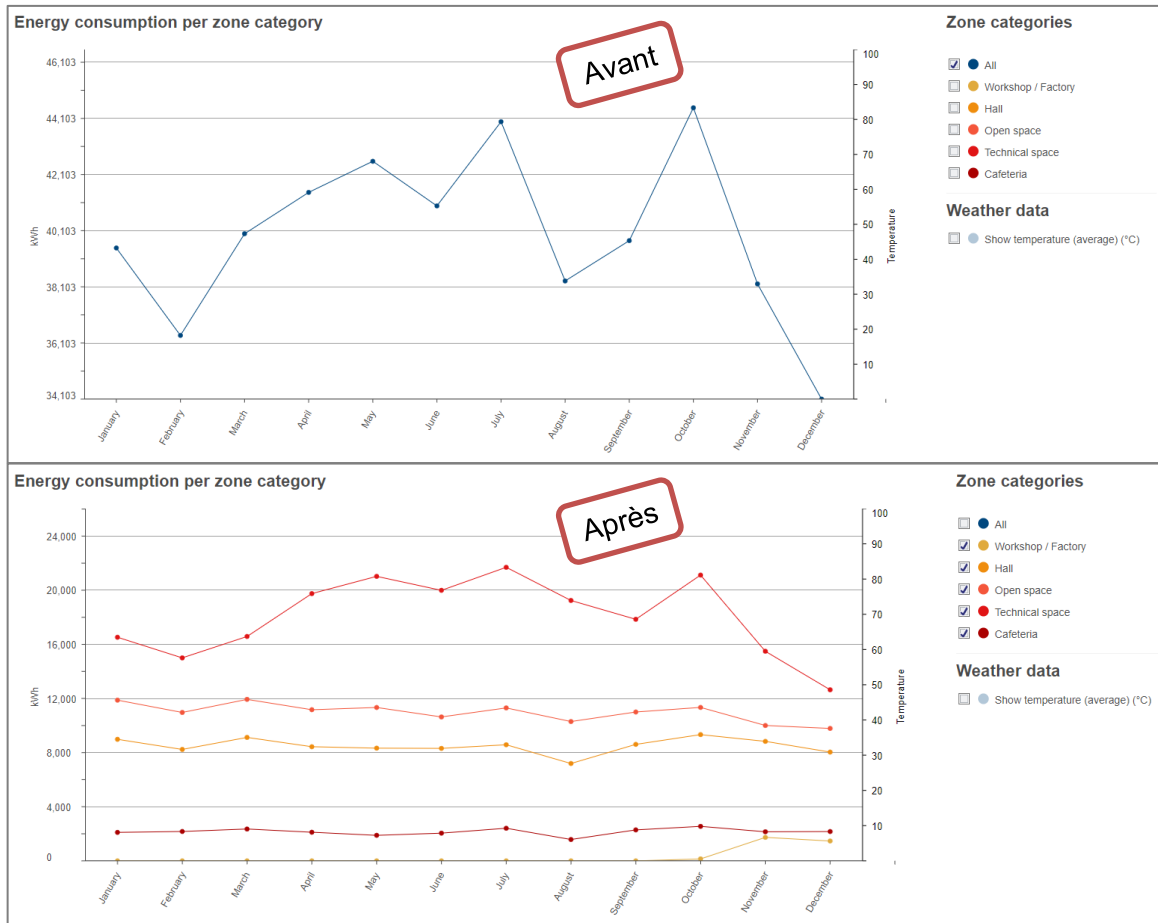 Energy consumption per zone category
Avant
46,103
44,103
42,103
40,103
38,103
36,103
34,103
kWh
100
90
80
70
60
50
40
30
20
10
Temperature
January
February
March
April
May
June
July
August
September
October
November
December
Zone categories
All
Workshop / Factory
Hall
Open space
Technical space
Cafeteria
Weather data
Show temperature (average) (°C)
Energy consumption per zone category
Après
24,000
20,000
16,000
12,000
8,000
4,000
0
kWh
100
90
80
70
60
50
40
30
20
10
Temperature
January
February
March
April
May
June
July
August
September
October
November
December
Zone categories
All
Workshop / Factory
Hall
Open space
Technical space
Cafeteria
Weather data
Show temperature (average) (°C)